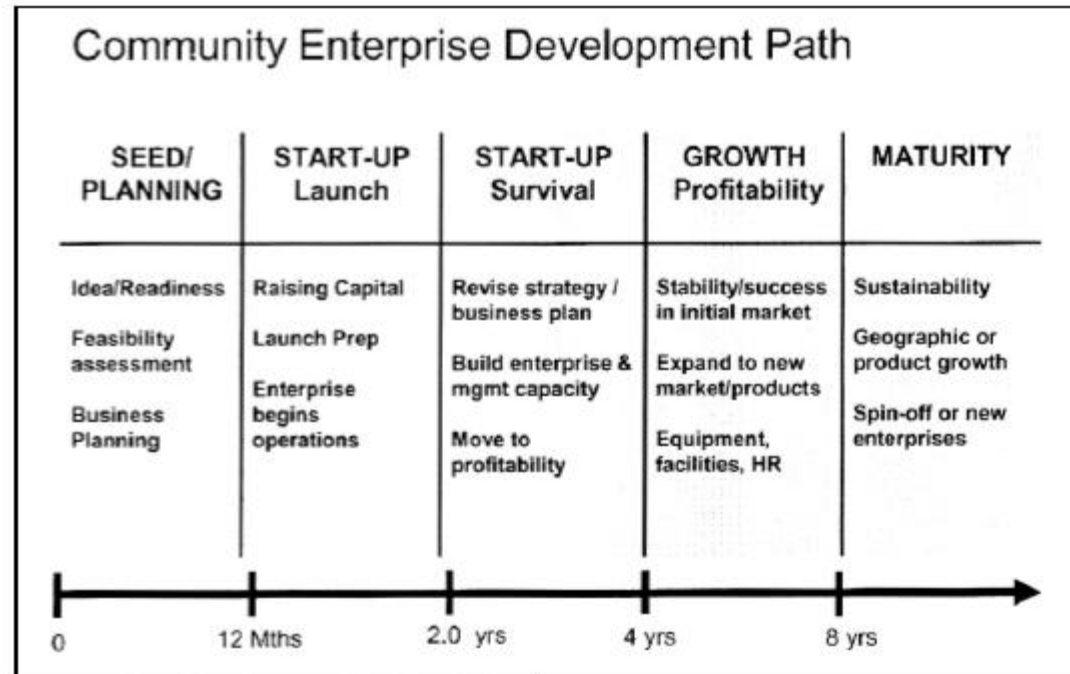 Community Enterprise Development Path
SEED/
PLANNING
START-UP
Launch
START-UP
Survival
GROWTH
Profitability
MATURITY
Idea/Readiness
Feasibility
assessment
Business
Planning
Raising Capital
Launch Prep
Enterprise
begins
operations
Revise strategy /
business plan
Build enterprise &
mgmt capacity
Move to
profitability
Stability/success
in initial market
Expand to new
market/products
Equipment,
facilities, HR
Sustainability
Geographic or
product growth
Spin-off or new
enterprises
0
12 Mths
2.0 yrs
4 yrs
8 yrs